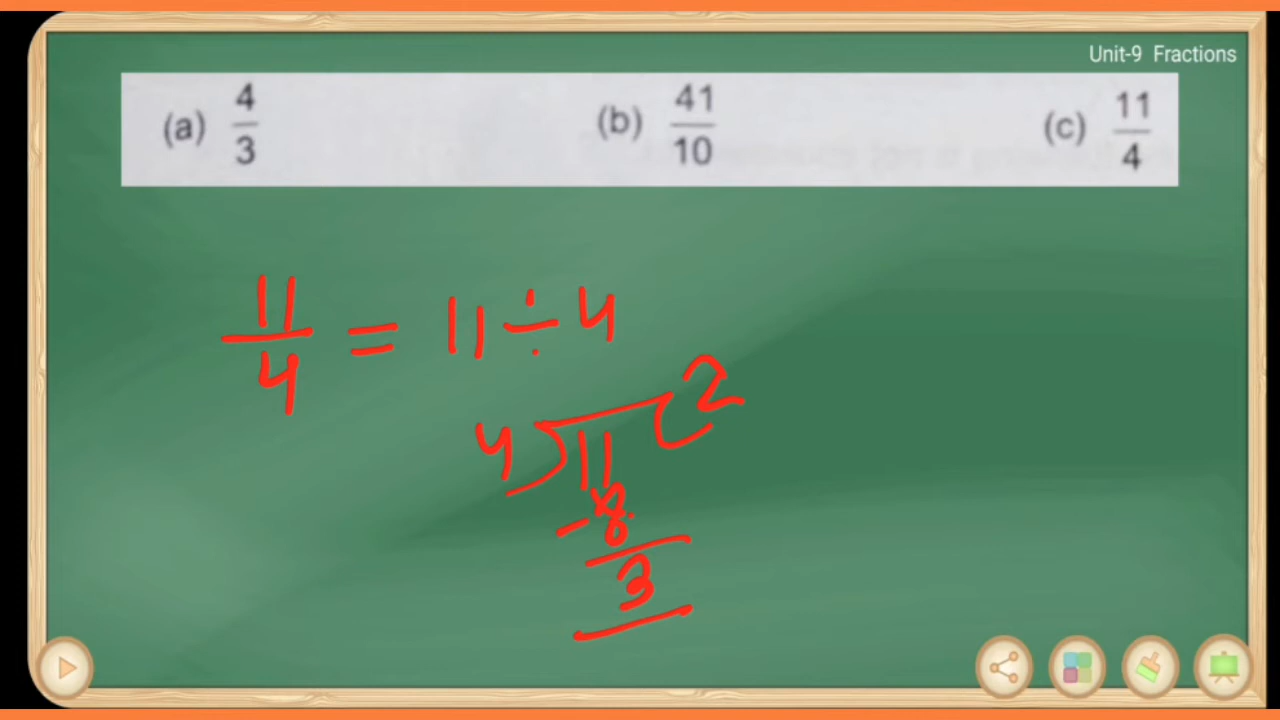 Unit-9 Fractions
(a) 4/3 (b) 41/10 (c) 11/4
11/4 = 11 ÷ 4
4) 11 (2
- 8
3